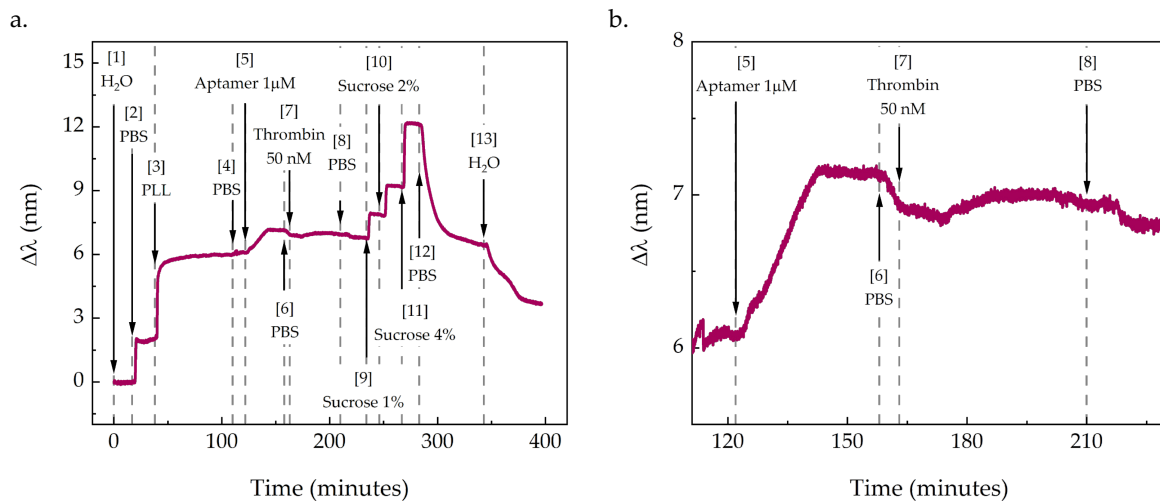 a.
15
12
9
6
3
0
Δλ (nm)
0
100
200
300
400
Time (minutes)
[1]
H₂O
[2]
PBS
[3]
PLL
[4]
PBS
[5]
Aptamer 1μM
[6]
PBS
[7]
Thrombin
50 nM
[8]
PBS
[9]
Sucrose 1%
[10]
Sucrose 2%
[11]
Sucrose 4%
[12]
PBS
[13]
H₂O
b.
8
7
6
Δλ (nm)
120
150
180
210
Time (minutes)
[5]
Aptamer 1μM
[6]
PBS
[7]
Thrombin
50 nM
[8]
PBS